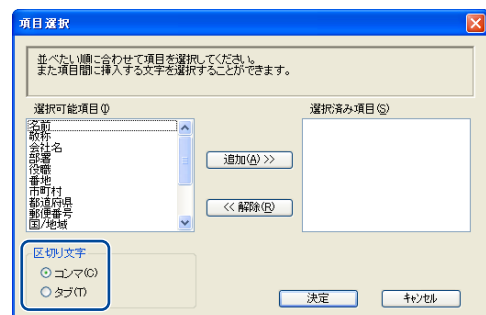 項目選択
並べたい順に合わせて項目を選択してください。
また項目間に挿入する文字を選択することができます。
選択可能項目(I)
選択済み項目(S)
名前
敬称
会社名
部署
役職
番地
市町村
都道府県
郵便番号
国/地域
追加(A) >>
<< 解除(R)
区切り文字
コンマ(C)
タブ(T)
決定
キャンセル